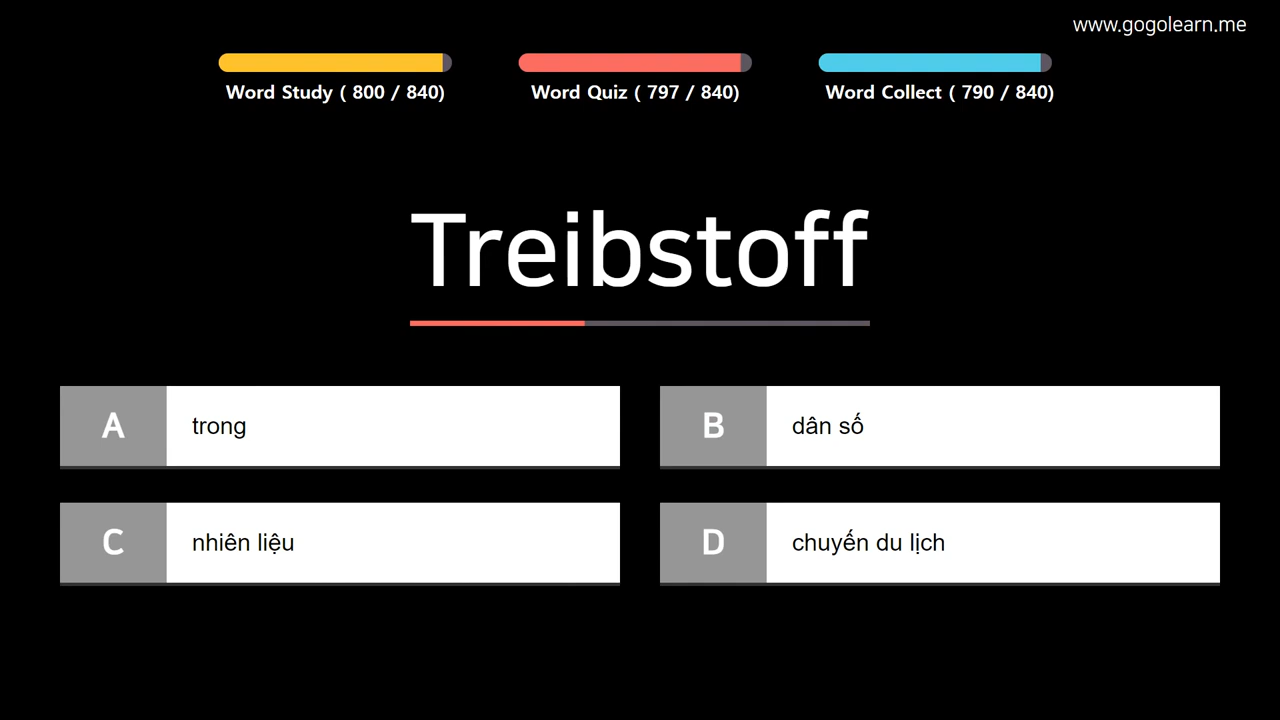 www.gogolearn.me
Word Study ( 800 / 840)
Word Quiz ( 797 / 840)
Word Collect ( 790 / 840)
Treibstoff
A trong
B dân số
C nhiên liệu
D chuyến du lịch